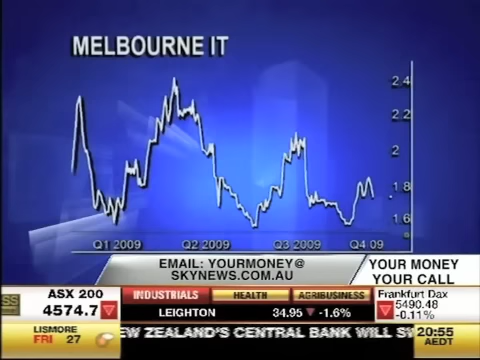 MELBOURNE IT
2.4
2.2
2
1.8
1.6
Q1 2009 Q2 2009 Q3 2009 Q4 09
EMAIL: YOURMONEY@
SKYNEWS.COM.AU
YOUR MONEY
YOUR CALL
ASX 200
4574.7
INDUSTRIALS HEALTH AGRIBUSINESS
LEIGHTON 34.95 -1.6%
Frankfurt Dax
5490.48
-0.11%
LISMORE
FRI 27
NEW ZEALAND'S CENTRAL BANK WILL
20:55
AEDT